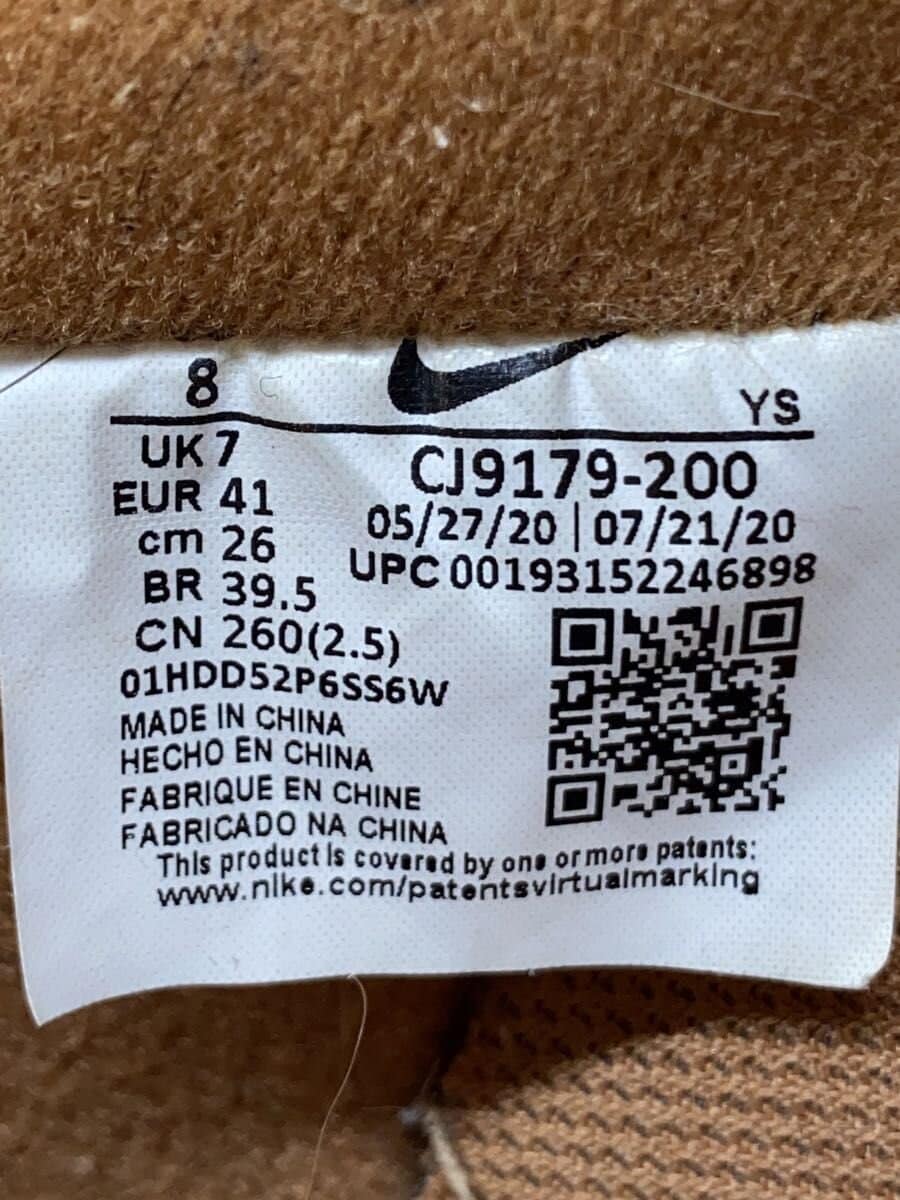 8
YS
UK 7
CJ9179-200
EUR 41
05/27/20 | 07/21/20
cm 26
UPC 00193152246898
BR 39.5
CN 260(2.5)
01HDD52P6SS6W
MADE IN CHINA
HECHO EN CHINA
FABRIQUE EN CHINE
FABRICADO NA CHINA
This product is covered by one or more patents:
www.nike.com/patentsvirtualmarking